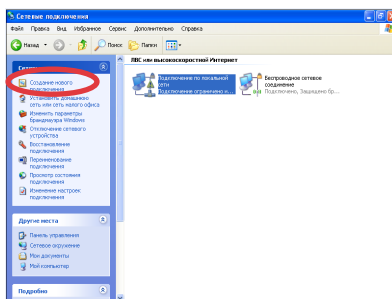 Сетевые подключения
Файл Правка Вид Избранное Сервис Дополнительно Справка
Назад Поиск Папки
ЛВС или высокоскоростной Интернет
Создание нового
подключения
Установить домашнюю
сеть или сеть малого офиса
Изменить параметры
брандмауэра Windows
Отключение сетевого
устройства
Восстановление
подключения
Переименование
подключения
Просмотр состояния
подключения
Изменение настроек
подключения
Подключение по локальной
сети
Подключение ограничено и...
Беспроводное сетевое
соединение
Подключено, Защищено бр...
Другие места
Панель управления
Сетевое окружение
Мои документы
Мой компьютер
Подробно